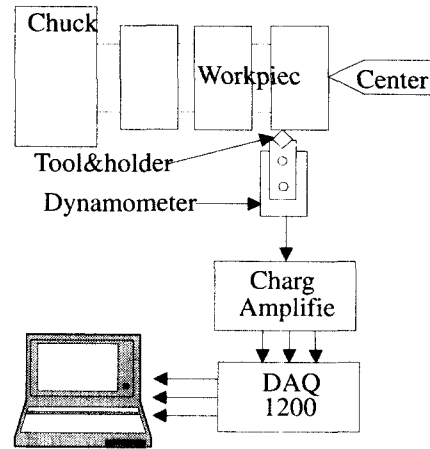 Chuck
Workpiec
Center
Tool&holder
Dynamometer
Charg
Amplifie
DAQ
1200